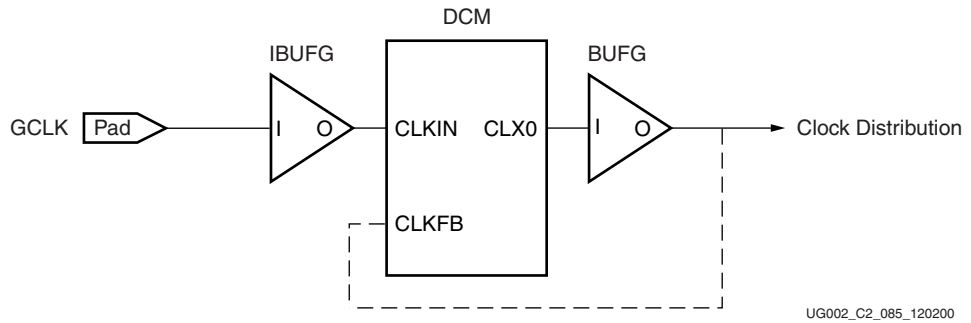 DCM
IBUFG
BUFG
GCLK
Pad
I
O
CLKIN
CLX0
I
O
Clock Distribution
CLKFB
UG002_C2_085_120200